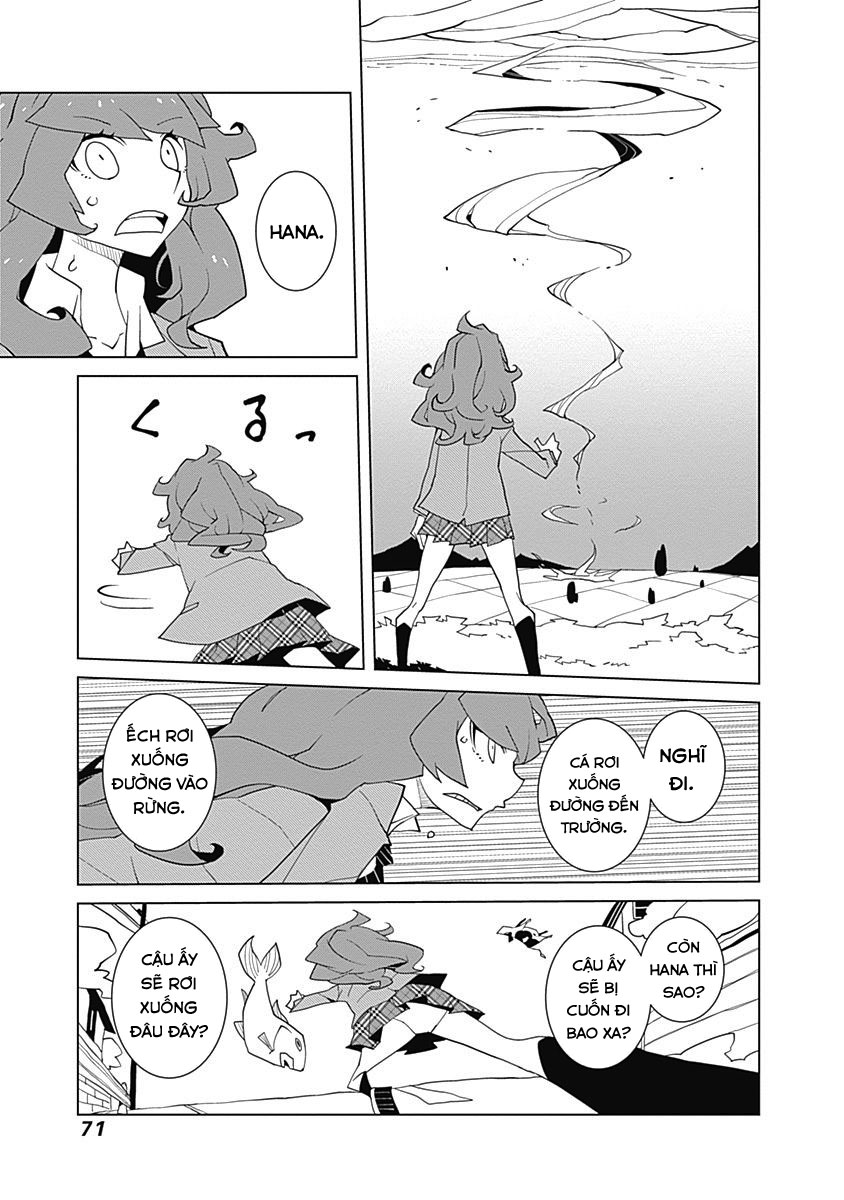 HANA.
くるっ
NGHĨ
ĐI.
CÁ RƠI
XUỐNG
ĐƯỜNG ĐẾN
TRƯỜNG.
ẾCH RƠI
XUỐNG
ĐƯỜNG VÀO
RỪNG.
CÒN
HANA THÌ
SAO?
CẬU ẤY
SẼ BỊ
CUỐN ĐI
BAO XA?
CẬU ẤY
SẼ RƠI
XUỐNG
ĐÂU ĐÂY?
71